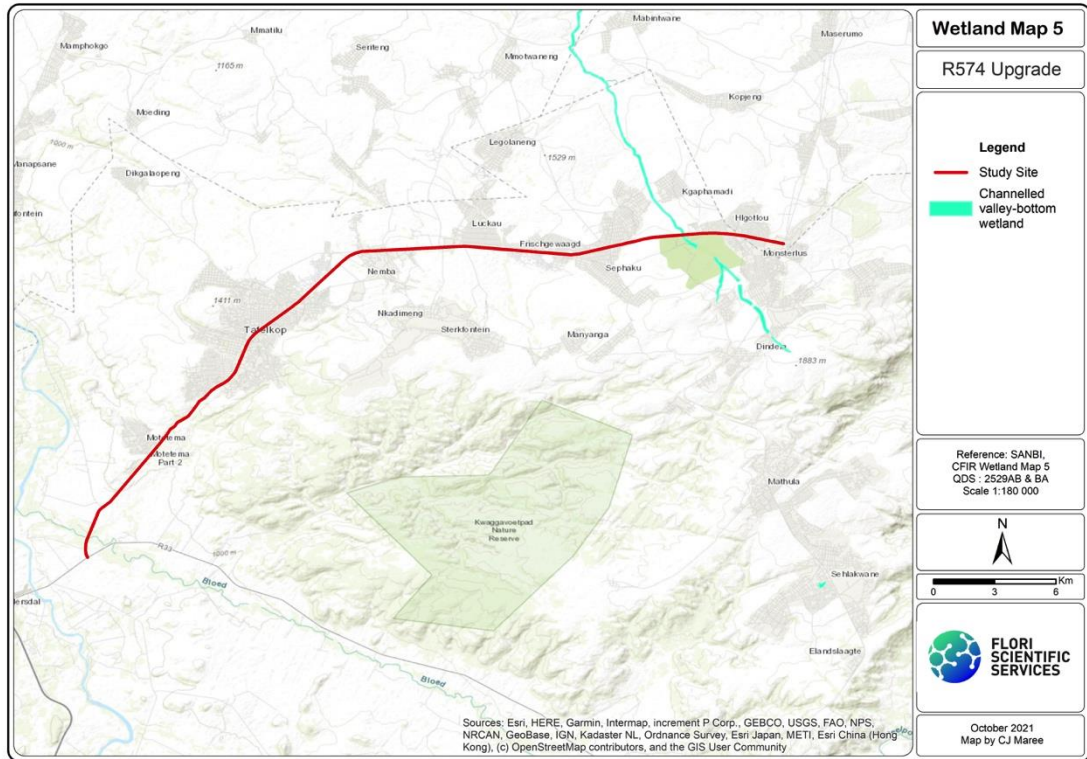 Wetland Map 5
R574 Upgrade
Legend
Study Site
Channelled
valley-bottom
wetland
Reference: SANBI,
CFIR Wetland Map 5
QDS : 2529AB & BA
Scale 1:180 000
N
Km
0 3 6
FLORI
SCIENTIFIC
SERVICES
October 2021
Map by CJ Maree
Mamphokgo
Mmatilu
Seriteng
Mabintwane
Maserumo
1165 m
Mmotwaneng
Kopjeng
Moeding
1000 m
Legolaneng
1529 m
Manapsane
Dikgalaopeng
Kgaphamadi
Hlgotlou
Luckau
Frischgewaagd
Monsterlus
Nemba
Sephaku
1411 m
Nkadimeng
Tafelkop
Sterkfontein
Manyanga
1883 m
Motetema
Motetema
Part-2
Mathula
Kwaggavoetpad
Nature
Reserve
R33
1000 m
Bloed
Sehlakwane
Elandslaagte
Bloed
Sources: Esri, HERE, Garmin, Intermap, increment P Corp., GEBCO, USGS, FAO, NPS,
NRCAN, GeoBase, IGN, Kadaster NL, Ordnance Survey, Esri Japan, METI, Esri China (Hong
Kong), (c) OpenStreetMap contributors, and the GIS User Community